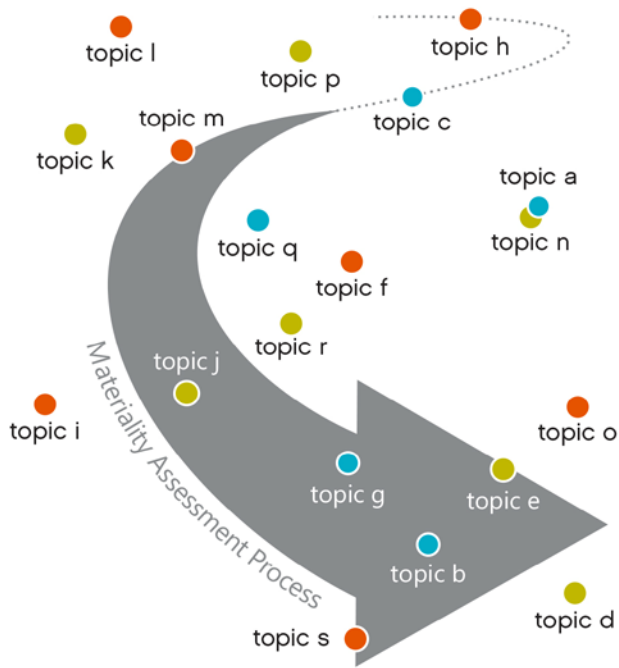 topic l
topic h
topic p
topic c
topic m
topic k
topic a
topic n
topic q
topic f
topic r
topic j
topic i
topic o
Materiality Assessment Process
topic g
topic e
topic b
topic d
topic s